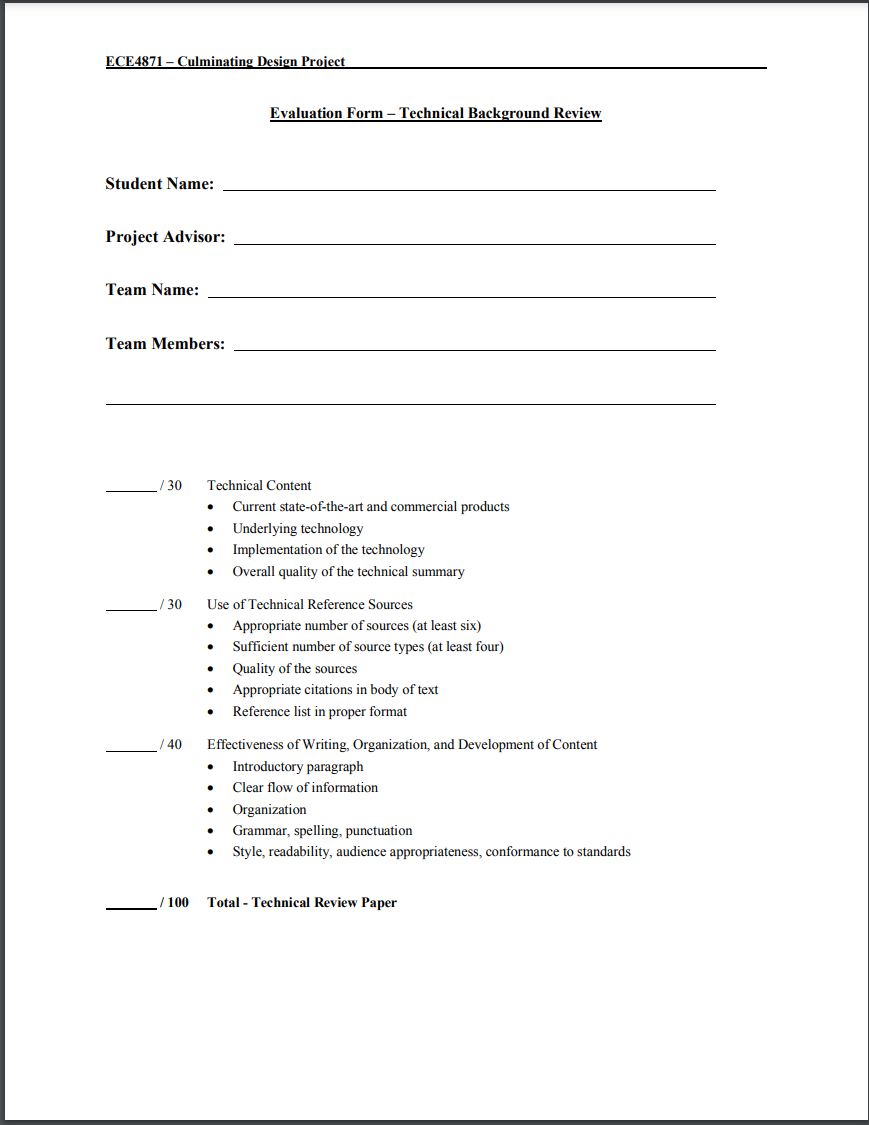 ECE4871 – Culminating Design Project
Evaluation Form – Technical Background Review
Student Name:
Project Advisor:
Team Name:
Team Members:
/ 30 Technical Content
• Current state-of-the-art and commercial products
• Underlying technology
• Implementation of the technology
• Overall quality of the technical summary
/ 30 Use of Technical Reference Sources
• Appropriate number of sources (at least six)
• Sufficient number of source types (at least four)
• Quality of the sources
• Appropriate citations in body of text
• Reference list in proper format
/ 40 Effectiveness of Writing, Organization, and Development of Content
• Introductory paragraph
• Clear flow of information
• Organization
• Grammar, spelling, punctuation
• Style, readability, audience appropriateness, conformance to standards
/ 100 Total - Technical Review Paper